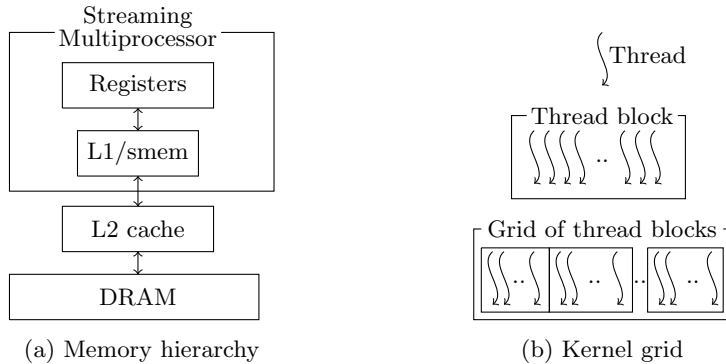 Streaming
Multiprocessor
Registers
L1/smem
L2 cache
DRAM
(a) Memory hierarchy
Thread
Thread block
..
Grid of thread blocks
.. .. .. ..
(b) Kernel grid